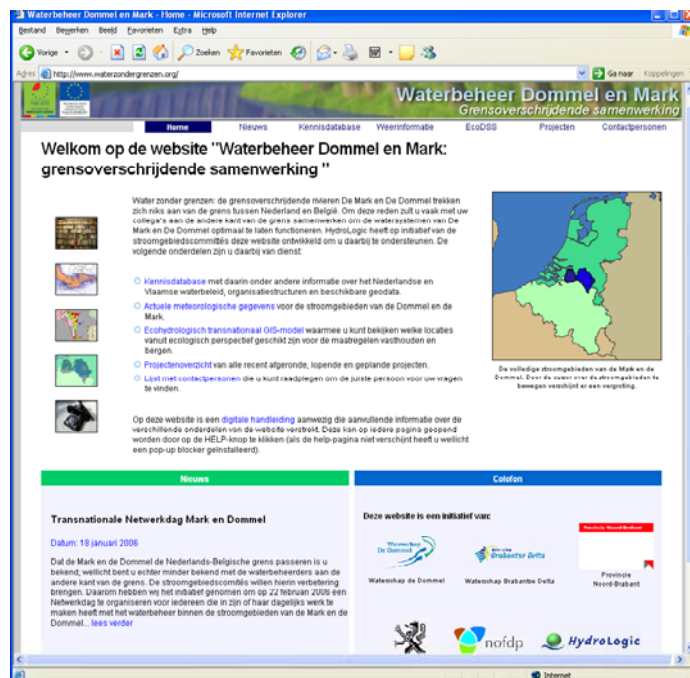 Waterbeheer Dommel en Mark - Home - Microsoft Internet Explorer
Bestand Bewerken Beeld Favorieten Extra Help
Vorige Zoeken Favorieten
Adres http://www.waterzondergrenzen.org/ Ga naar Koppelingen
Waterbeheer Dommel en Mark
Grensoverschrijdende samenwerking
Home Nieuws Kennisdatabase Weerinformatie EcoDSS Projecten Contactpersonen
Welkom op de website "Waterbeheer Dommel en Mark:
grensoverschrijdende samenwerking "
Water zonder grenzen: de grensoverschrijdende rivieren De Mark en De Dommel trekken
zich niks aan van de grens tussen Nederland en België. Om deze reden zult u vaak met uw
collega's aan de andere kant van de grens samenwerken om de watersystemen van De
Mark en De Dommel optimaal te laten functioneren. HydroLogic heeft op initiatief van de
stroomgebiedscommittés deze website ontwikkeld om u daarbij te ondersteunen. De
volgende onderdelen zijn u daarbij van dienst:
Kennisdatabase met daarin onder andere informatie over het Nederlandse en
Vlaamse waterbeleid, organisatiestructuren en beschikbare geodata.
Actuele meteorologische gegevens voor de stroomgebieden van de Dommel en de
Mark.
Ecohydrologisch transnationaal GIS-model waarmee u kunt bekijken welke locaties
vanuit ecologisch perspectief geschikt zijn voor de maatregelen vasthouden en
bergen.
Projectenoverzicht van alle recent afgeronde, lopende en geplande projecten.
Lijst met contactpersonen die u kunt raadplegen om de juiste persoon voor uw vragen
te vinden.
De volledige stroomgebieden van de Mark en de
Dommel. Door de cursor over de stroomgebieden te
bewegen verschijnt er een vergroting.
Op deze website is een digitale handleiding aanwezig die aanvullende informatie over de
verschillende onderdelen van de website verstrekt. Deze kan op iedere pagina geopend
worden door op de HELP-knop te klikken (als de help-pagina niet verschijnt heeft u wellicht
een pop-up blocker geïnstalleerd).
Nieuws
Transnationale Netwerkdag Mark en Dommel
Datum: 18 januari 2006
Dat de Mark en de Dommel de Nederlands-Belgische grens passeren is u
bekend; wellicht bent u echter minder bekend met de waterbeheerders aan de
andere kant van de grens. De stroomgebiedscomités willen hierin verbetering
brengen. Daarom hebben wij het initiatief genomen om op 22 februari 2006 een
Netwerkdag te organiseren voor iedereen die in zijn of haar dagelijks werk te
maken heeft met het waterbeheer binnen de stroomgebieden van de Mark en de
Dommel... lees verder
Colofon
Deze website is een initiatief van:
Waterschap
De Dommel
Brabantse Delta
Provincie Noord-Brabant
Waterschap de Dommel
Waterschap Brabantse Delta
Provincie
Noord-Brabant
nofdp
HydroLogic
Internet